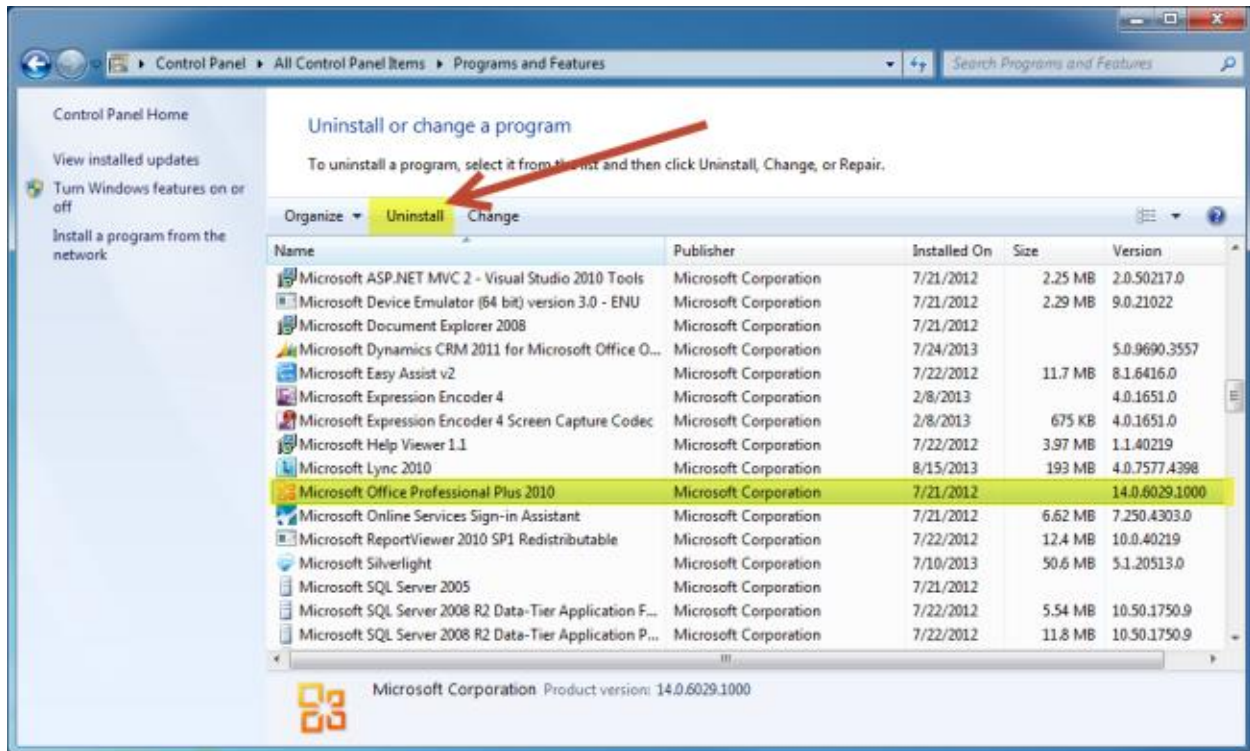 Control Panel ▸ All Control Panel Items ▸ Programs and Features
Search Programs and Features
Control Panel Home
View installed updates
Turn Windows features on or
off
Install a program from the
network
Uninstall or change a program
To uninstall a program, select it from the list and then click Uninstall, Change, or Repair.
Organize Uninstall Change
Name Publisher Installed On Size Version
Microsoft ASP.NET MVC 2 - Visual Studio 2010 Tools Microsoft Corporation 7/21/2012 2.25 MB 2.0.50217.0
Microsoft Device Emulator (64 bit) version 3.0 - ENU Microsoft Corporation 7/21/2012 2.29 MB 9.0.21022
Microsoft Document Explorer 2008 Microsoft Corporation 7/21/2012
Microsoft Dynamics CRM 2011 for Microsoft Office O... Microsoft Corporation 7/24/2013 5.0.9690.3557
Microsoft Easy Assist v2 Microsoft Corporation 7/22/2012 11.7 MB 8.1.6416.0
Microsoft Expression Encoder 4 Microsoft Corporation 2/8/2013 4.0.1651.0
Microsoft Expression Encoder 4 Screen Capture Codec Microsoft Corporation 2/8/2013 675 KB 4.0.1651.0
Microsoft Help Viewer 1.1 Microsoft Corporation 7/22/2012 3.97 MB 1.1.40219
Microsoft Lync 2010 Microsoft Corporation 8/15/2013 193 MB 4.0.7577.4398
Microsoft Office Professional Plus 2010 Microsoft Corporation 7/21/2012 14.0.6029.1000
Microsoft Online Services Sign-in Assistant Microsoft Corporation 7/21/2012 6.62 MB 7.250.4303.0
Microsoft ReportViewer 2010 SP1 Redistributable Microsoft Corporation 7/22/2012 12.4 MB 10.0.40219
Microsoft Silverlight Microsoft Corporation 7/10/2013 50.6 MB 5.1.20513.0
Microsoft SQL Server 2005 Microsoft Corporation 7/21/2012
Microsoft SQL Server 2008 R2 Data-Tier Application F... Microsoft Corporation 7/22/2012 5.54 MB 10.50.1750.9
Microsoft SQL Server 2008 R2 Data-Tier Application P... Microsoft Corporation 7/22/2012 11.8 MB 10.50.1750.9
Microsoft Corporation Product version: 14.0.6029.1000